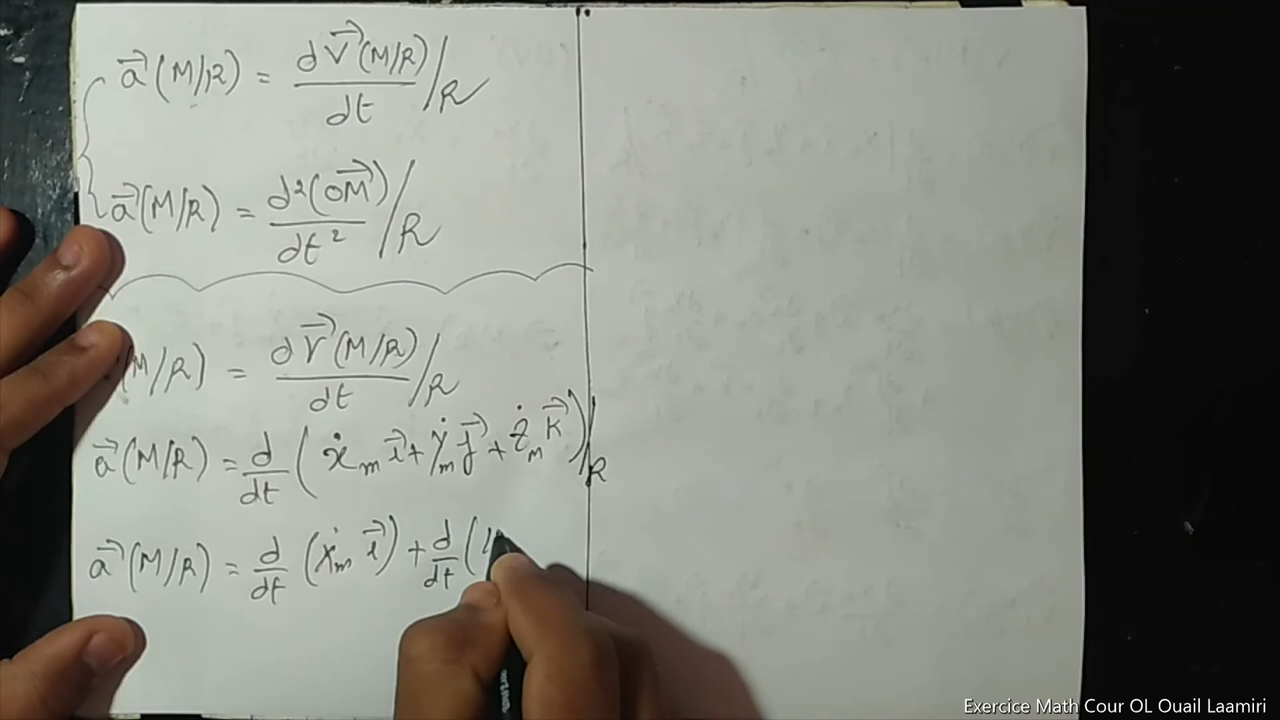 a⃗ (M/R) = dV⃗(M/R)/dt /R
a⃗ (M/R) = d²(OM⃗)/dt² /R
(M/R) = dV⃗(M/R)/dt /R
a⃗ (M/R) = d/dt (ẋₘ i⃗ + ẏₘ j⃗ + żₘ k⃗)/R
a⃗ (M/R) = d/dt (ẋₘ i⃗) + d/dt (
Exercice Math Cour OL Ouail Laamiri